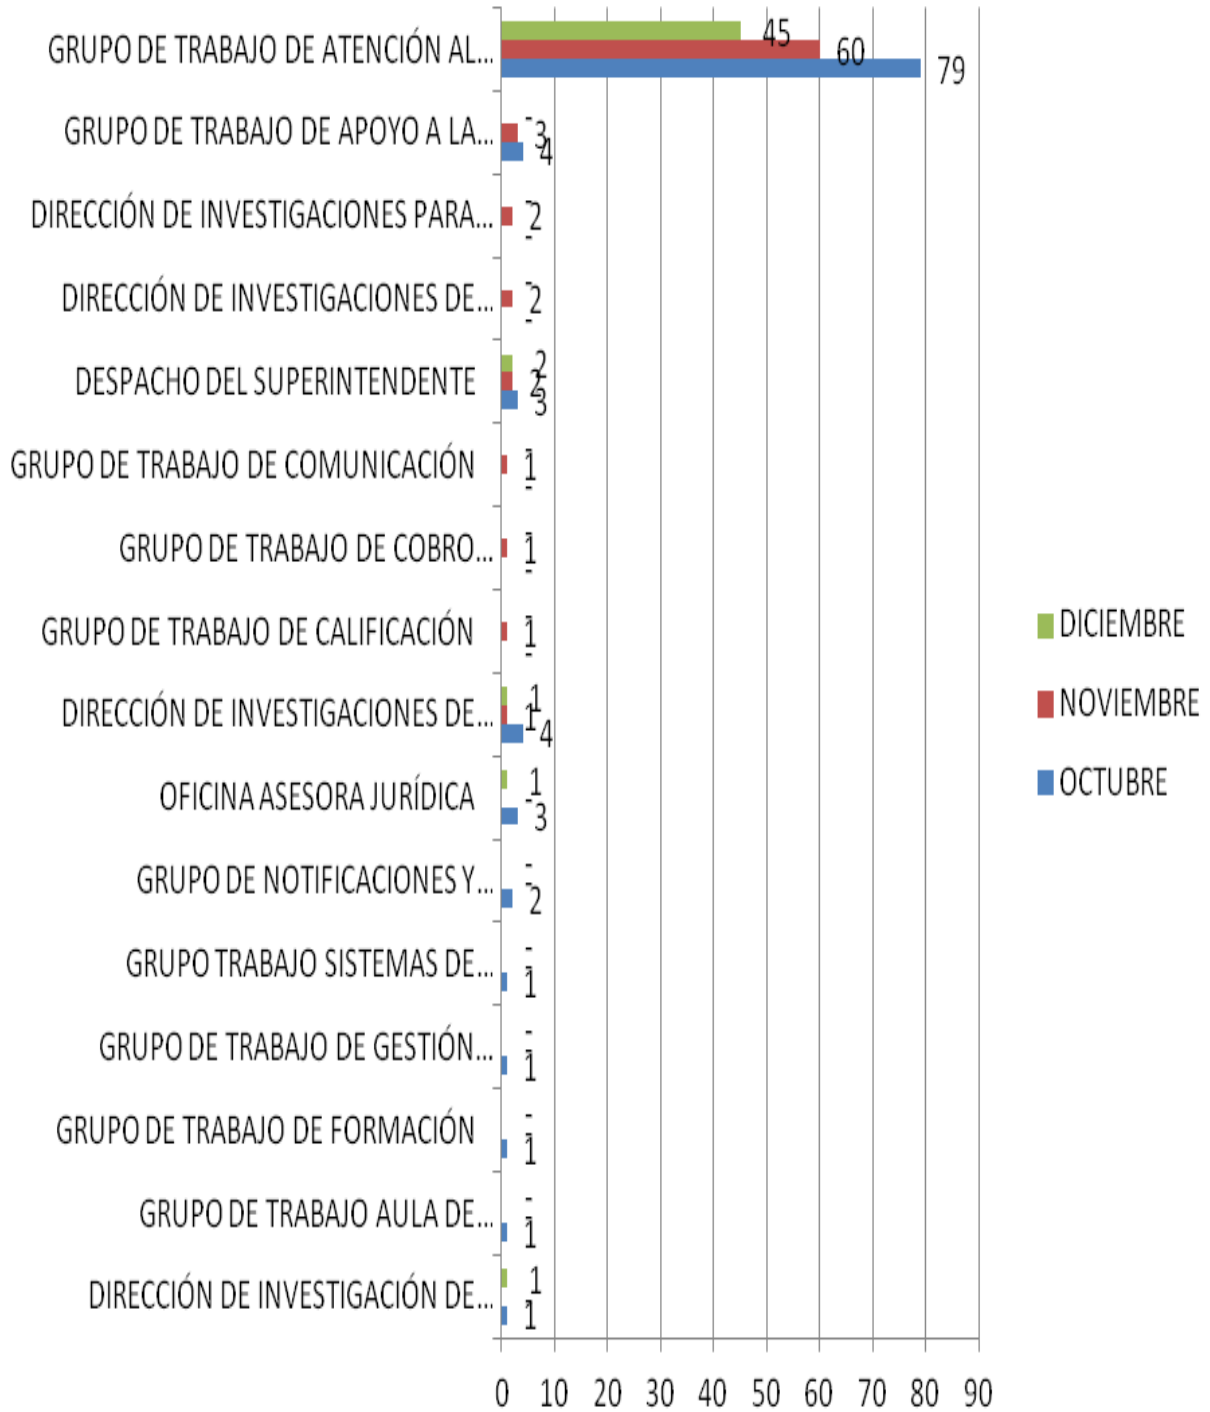 GRUPO DE TRABAJO DE ATENCIÓN AL... 45 60 79
GRUPO DE TRABAJO DE APOYO A LA... - 3 4
DIRECCIÓN DE INVESTIGACIONES PARA... - 2 -
DIRECCIÓN DE INVESTIGACIONES DE... - 2 -
DESPACHO DEL SUPERINTENDENTE 2 2 3
GRUPO DE TRABAJO DE COMUNICACIÓN - 1 -
GRUPO DE TRABAJO DE COBRO... - 1 -
GRUPO DE TRABAJO DE CALIFICACIÓN - 1 -
DIRECCIÓN DE INVESTIGACIONES DE... 1 1 4
OFICINA ASESORA JURÍDICA 1 - 3
GRUPO DE NOTIFICACIONES Y... - - 2
GRUPO TRABAJO SISTEMAS DE... - - 1
GRUPO DE TRABAJO DE GESTIÓN... - - 1
GRUPO DE TRABAJO DE FORMACIÓN - - 1
GRUPO DE TRABAJO AULA DE... - - 1
DIRECCIÓN DE INVESTIGACIÓN DE... 1 1
0 10 20 30 40 50 60 70 80 90
DICIEMBRE
NOVIEMBRE
OCTUBRE